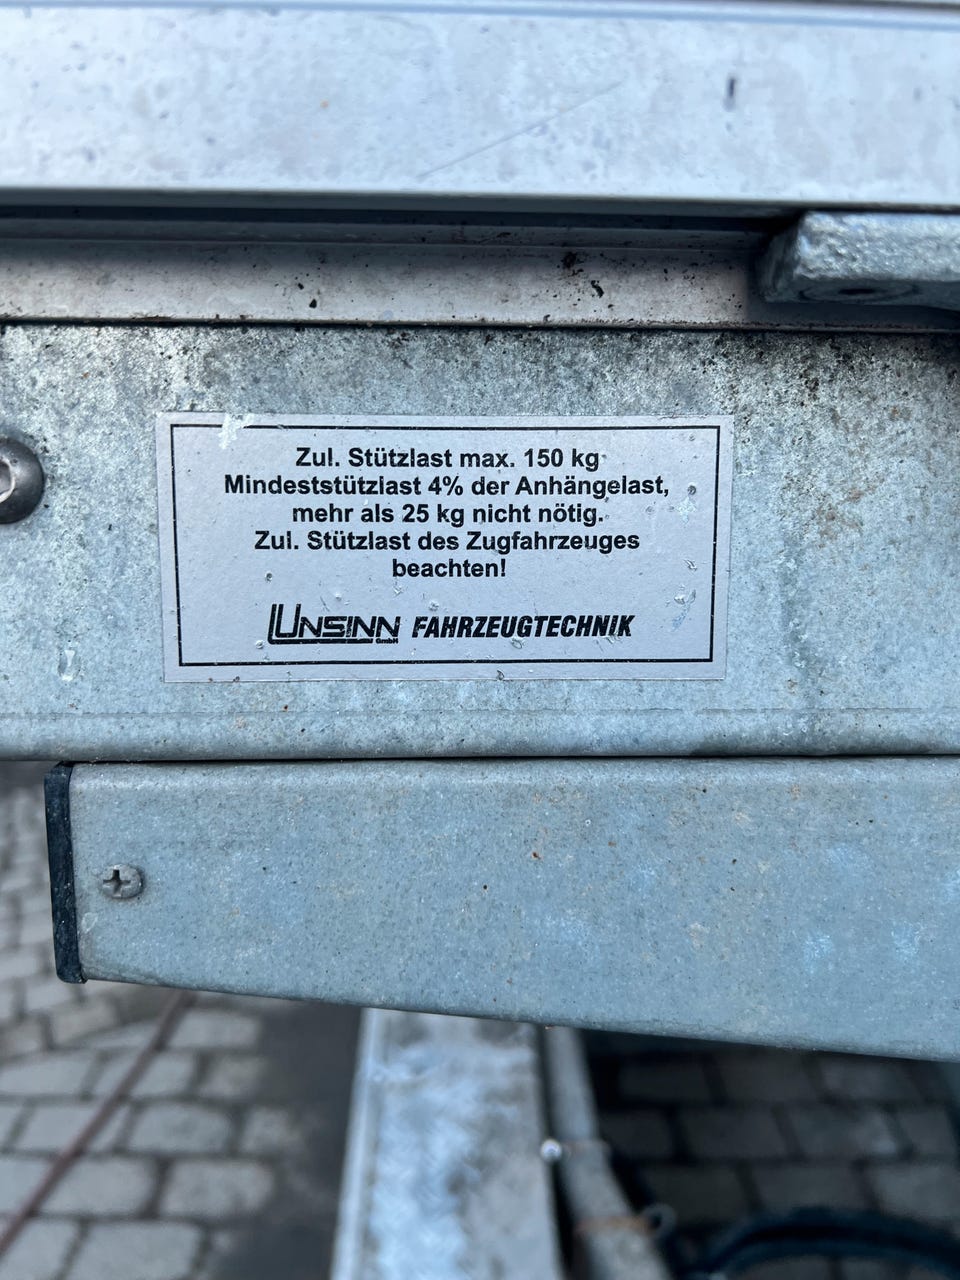 Zul. Stützlast max. 150 kg
Mindeststützlast 4% der Anhängelast,
mehr als 25 kg nicht nötig.
Zul. Stützlast des Zugfahrzeuges
beachten!
UNSINN GmbH FAHRZEUGTECHNIK